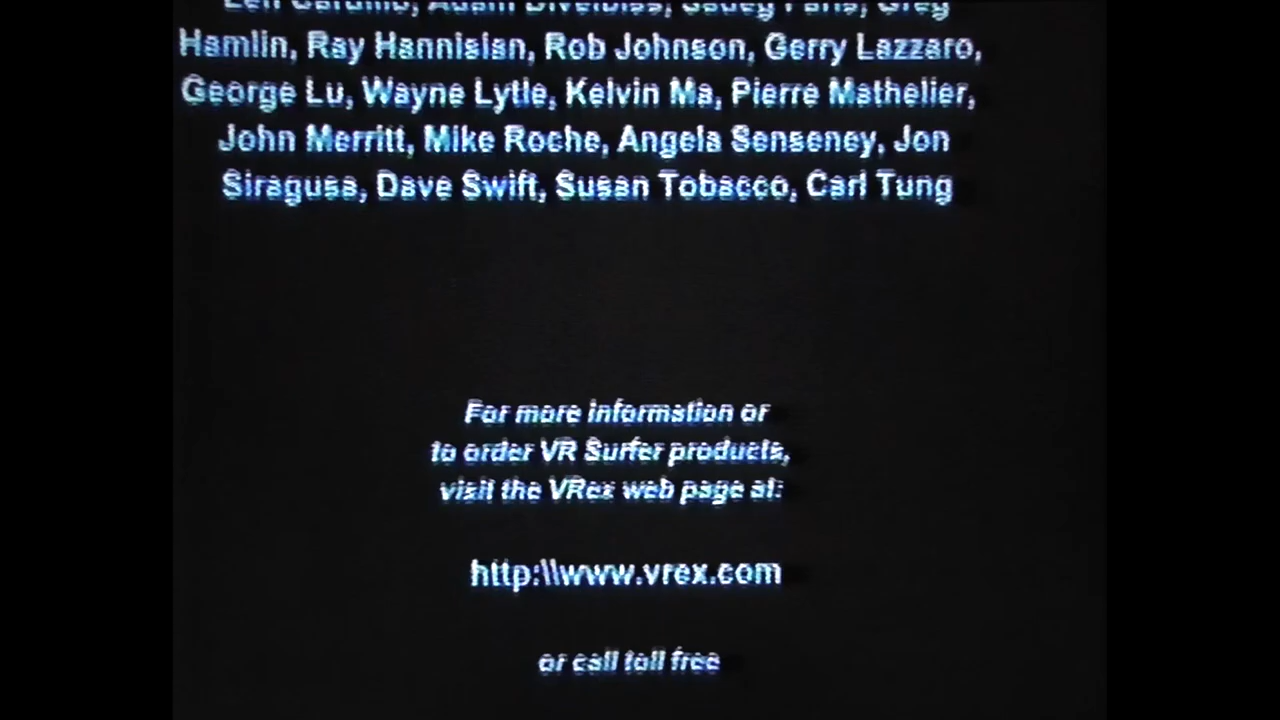 Hamlin, Ray Hannisian, Rob Johnson, Gerry Lazzaro,
George Lu, Wayne Lytle, Kelvin Ma, Pierre Mathelier,
John Merritt, Mike Roche, Angela Senseney, Jon
Siragusa, Dave Swift, Susan Tobacco, Carl Tung
For more information or
to order VR Surfer products,
visit the VRex web page at:
http:\\www.vrex.com
or call toll free